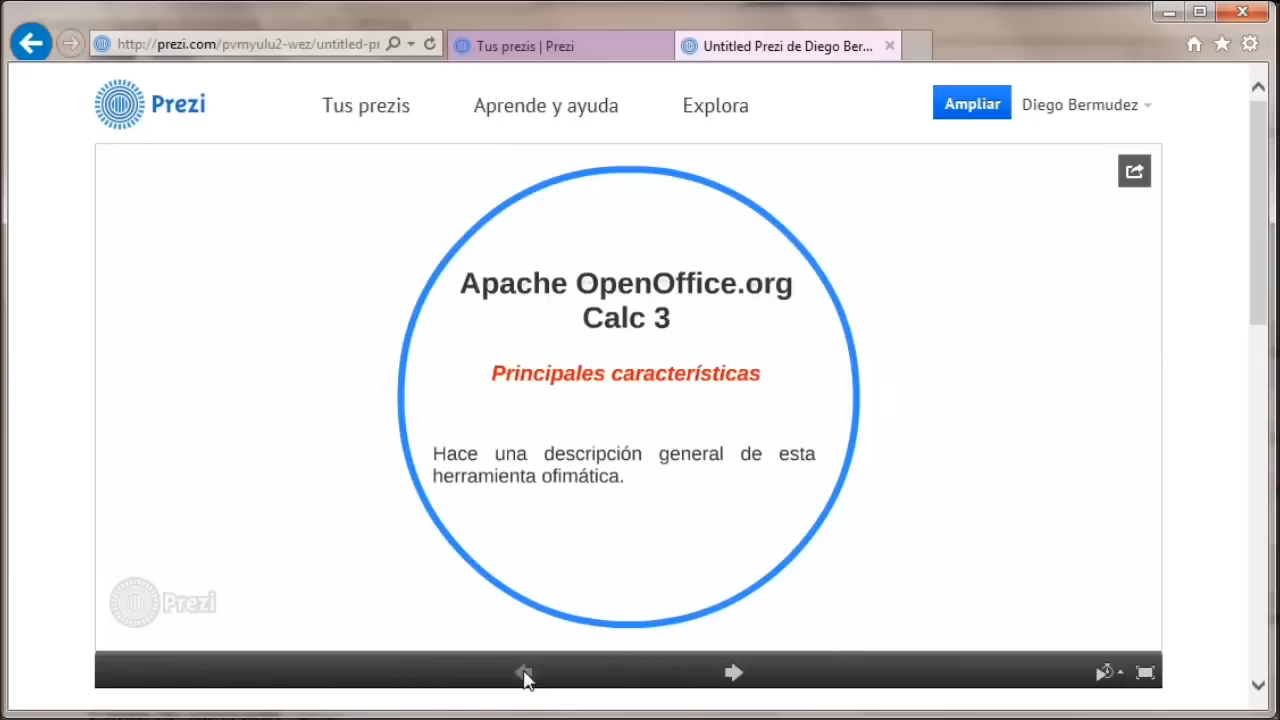 http://prezi.com/pvmyulu2-wez/untitled-pr
Tus prezis | Prezi
Untitled Prezi de Diego Ber...
Prezi
Tus prezis
Aprende y ayuda
Explora
Ampliar
Diego Bermudez
Apache OpenOffice.org
Calc 3
Principales características
Hace una descripción general de esta
herramienta ofimática.
Prezi